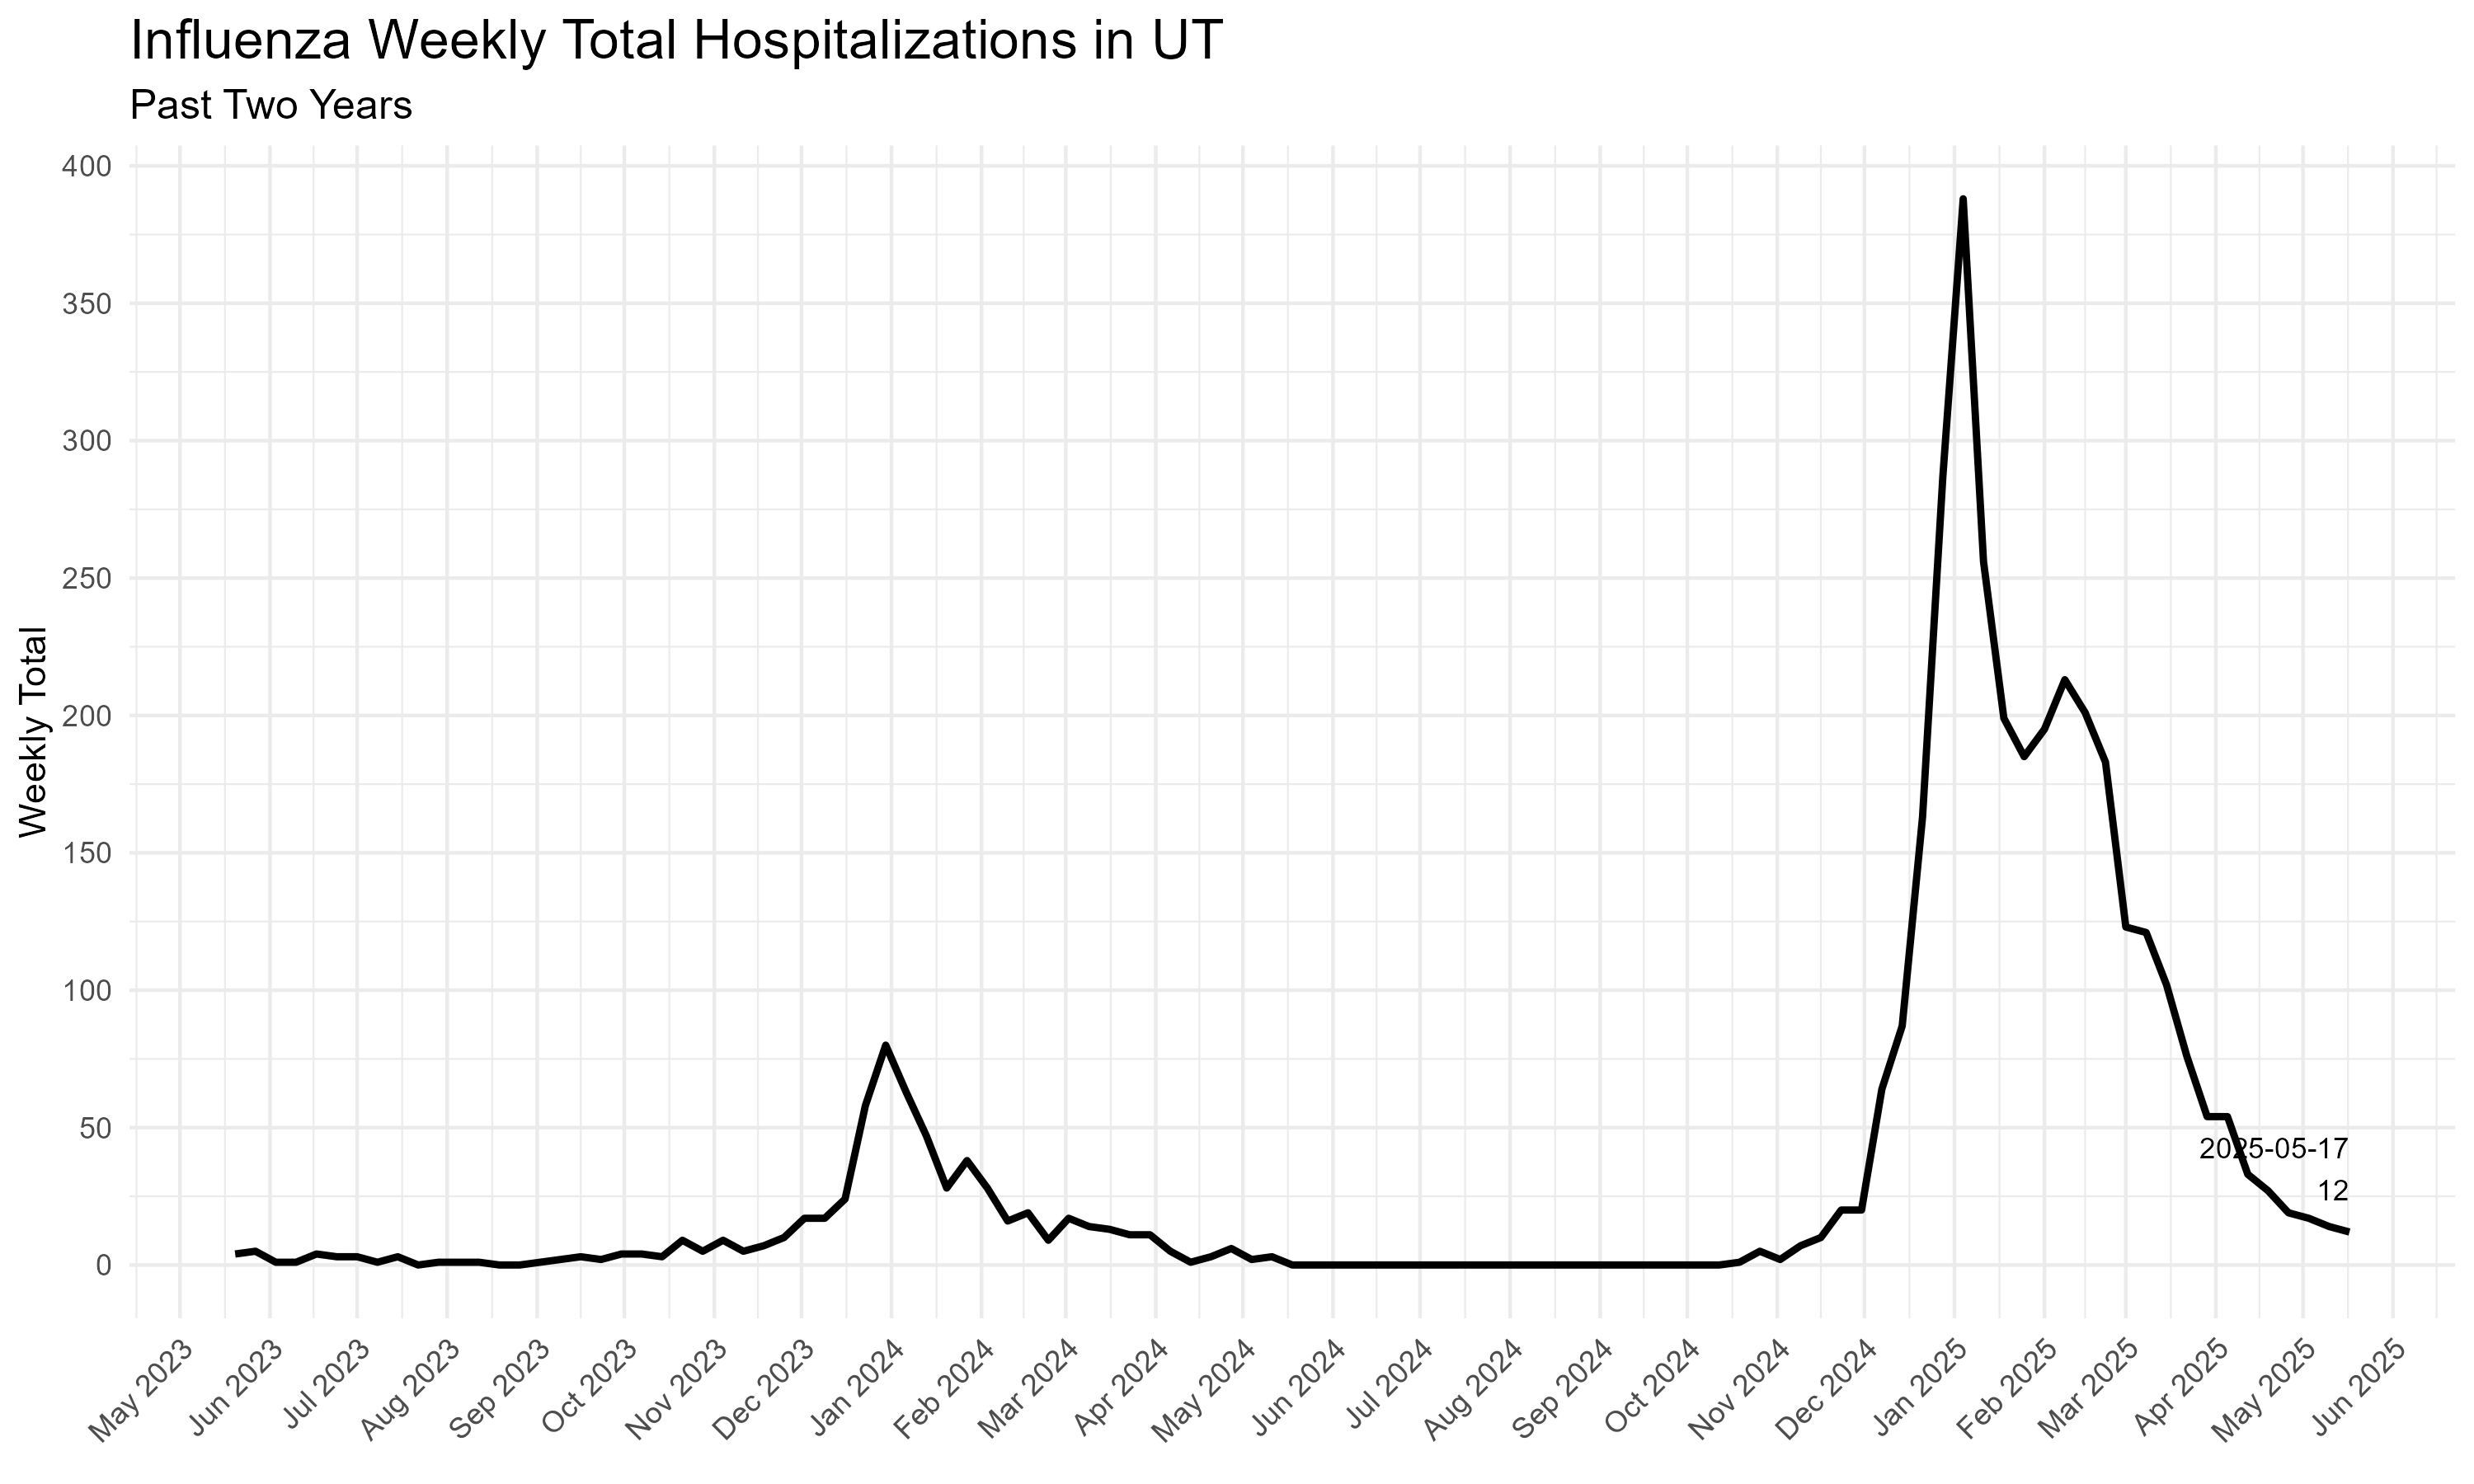 Influenza Weekly Total Hospitalizations in UT
Past Two Years
Weekly Total
400
350
300
250
200
150
100
50
0
2025-05-17
12
May 2023
Jun 2023
Jul 2023
Aug 2023
Sep 2023
Oct 2023
Nov 2023
Dec 2023
Jan 2024
Feb 2024
Mar 2024
Apr 2024
May 2024
Jun 2024
Jul 2024
Aug 2024
Sep 2024
Oct 2024
Nov 2024
Dec 2024
Jan 2025
Feb 2025
Mar 2025
Apr 2025
May 2025
Jun 2025